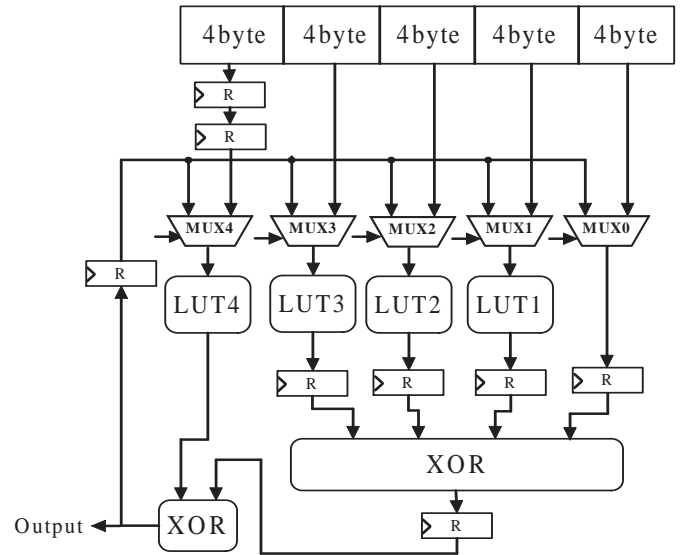 4byte 4byte 4byte 4byte 4byte
R
R
MUX4 MUX3 MUX2 MUX1 MUX0
R
LUT4 LUT3 LUT2 LUT1
R R R R
XOR
Output XOR R